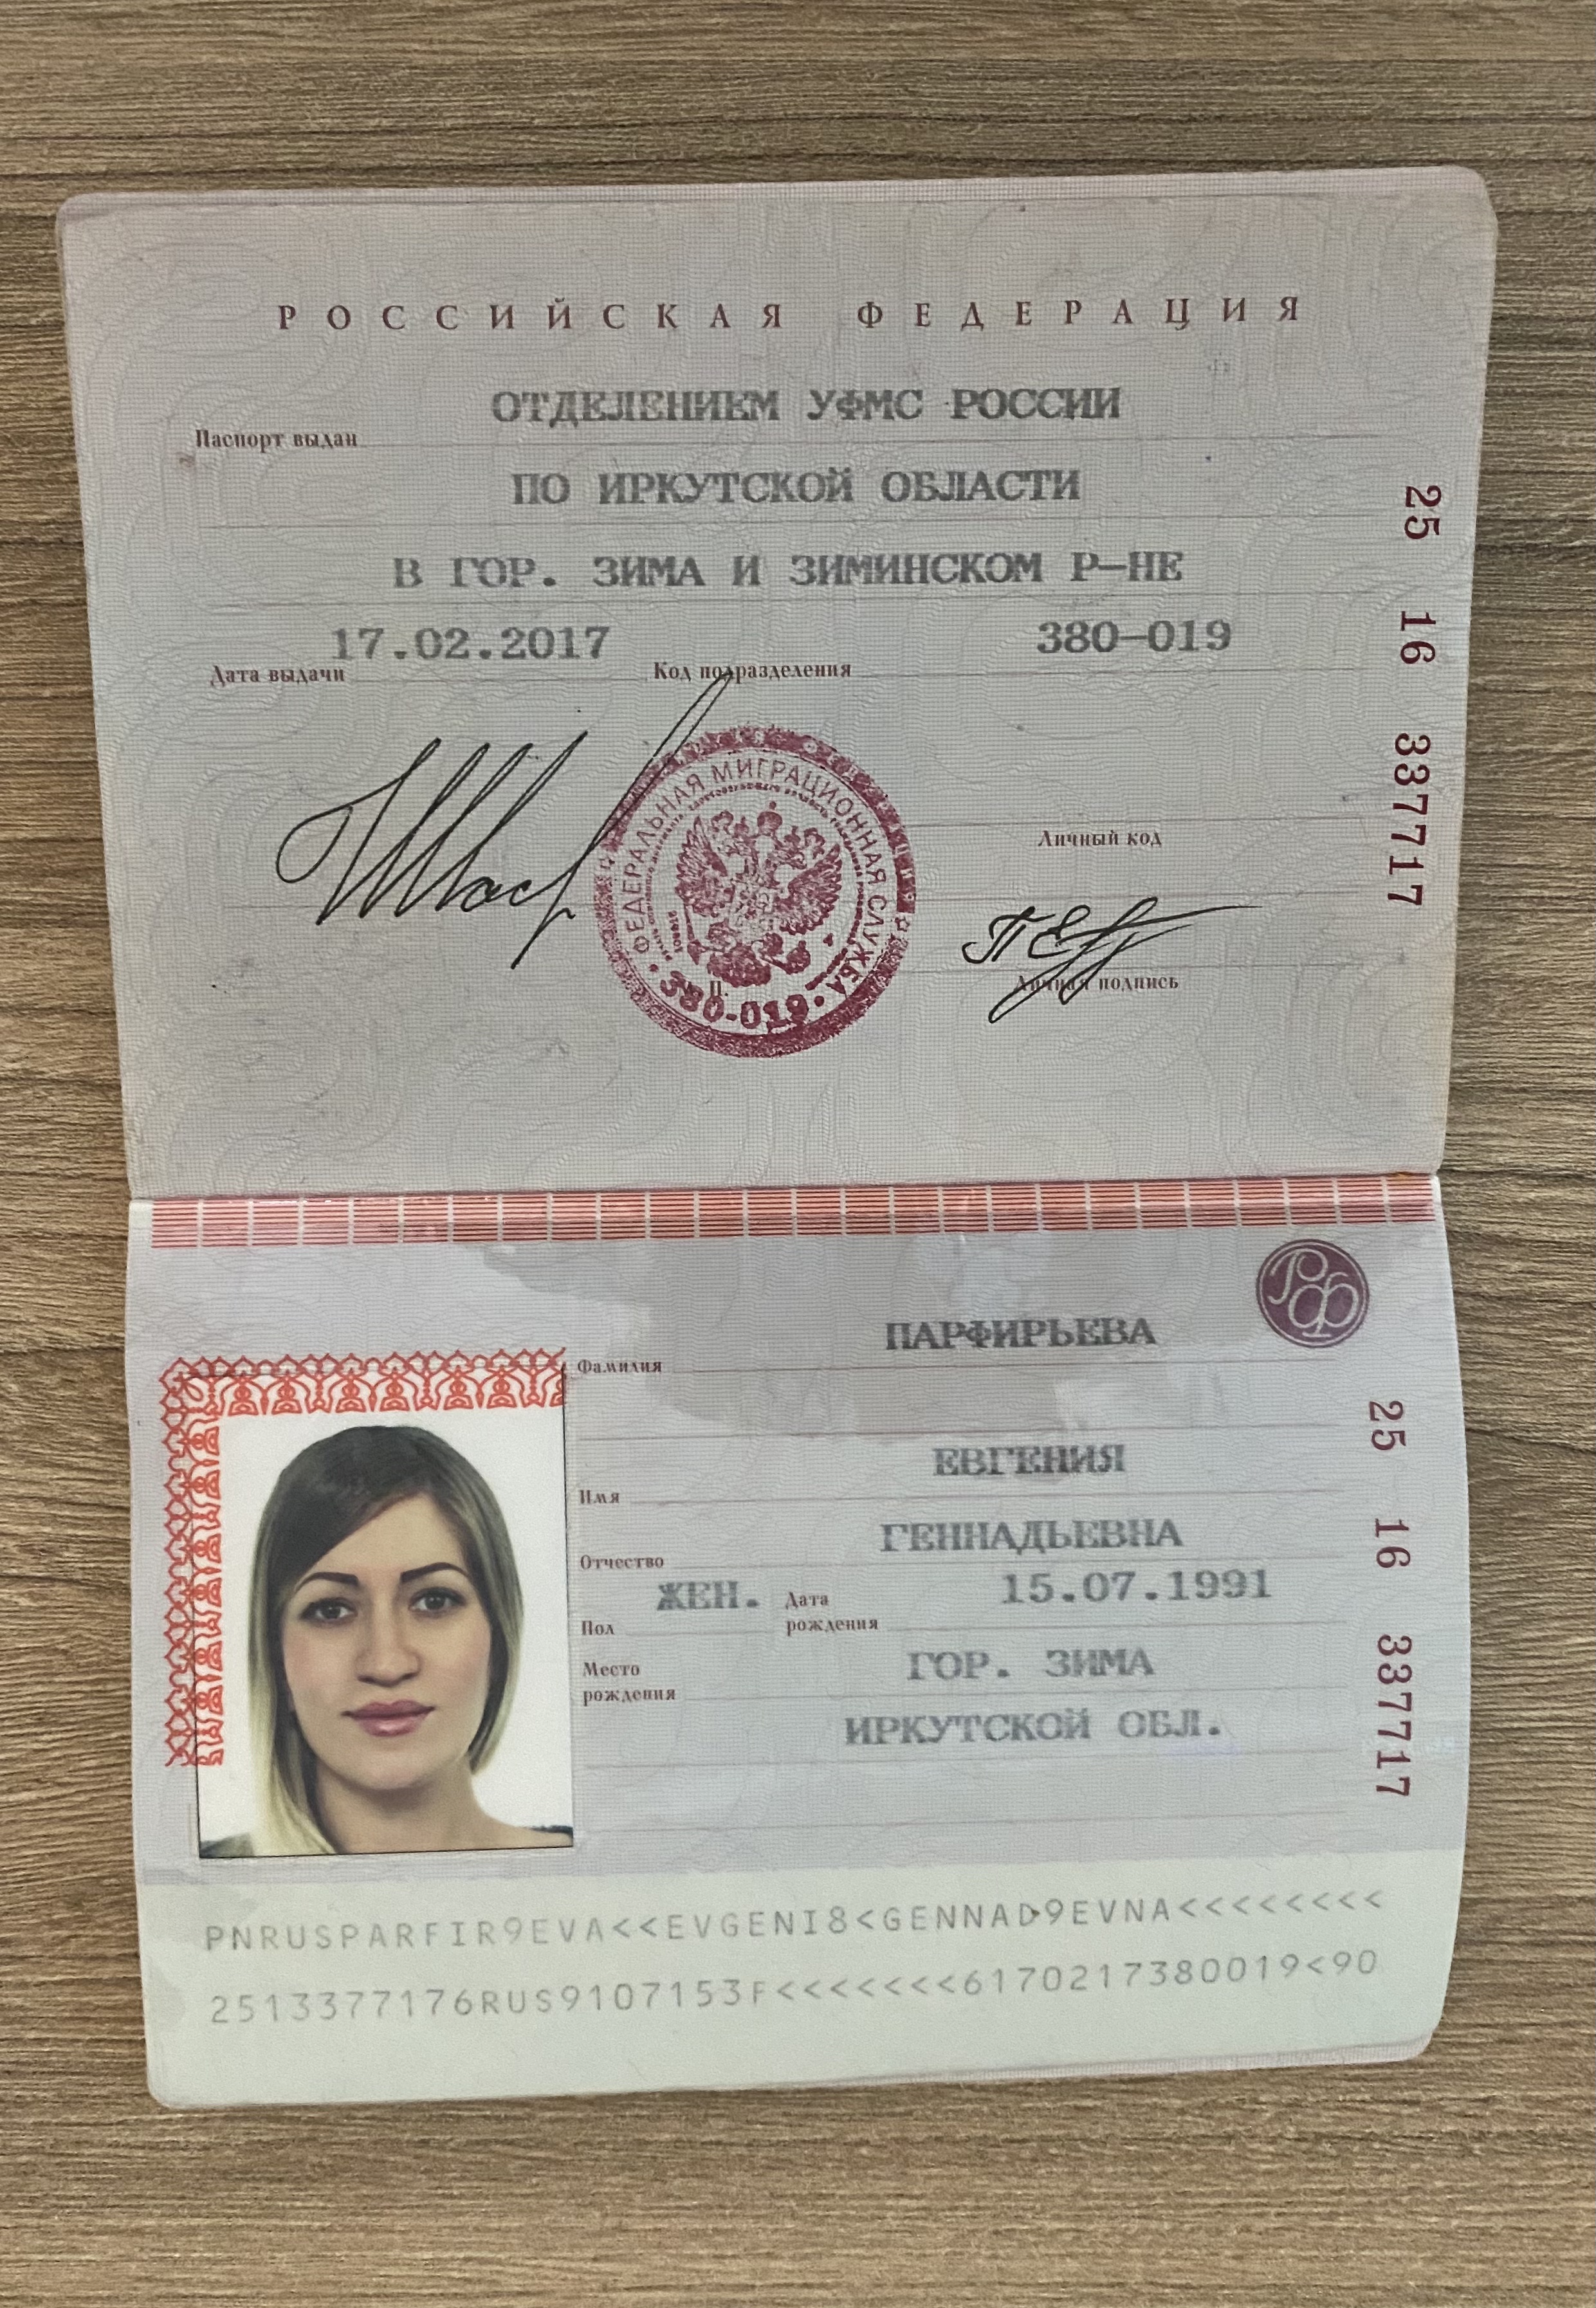 РОССИЙСКАЯ ФЕДЕРАЦИЯ
ОТДЕЛЕНИЕМ УФМС РОССИИ
Паспорт выдан
ПО ИРКУТСКОЙ ОБЛАСТИ
В ГОР. ЗИМА И ЗИМИНСКОМ Р-НЕ
17.02.2017 380-019
Дата выдачи Код подразделения
25 16 337717
ФЕДЕРАЛЬНАЯ МИГРАЦИОННАЯ СЛУЖБА
380-019
Личный код
Личная подпись
РФ
ПАРФИРЬЕВА
Фамилия
ЕВГЕНИЯ
Имя
ГЕННАДЬЕВНА
Отчество
ЖЕН. Дата рождения 15.07.1991
Пол
Место рождения ГОР. ЗИМА
ИРКУТСКОЙ ОБЛ.
25 16 337717
PNRUSPARFIR9EVA<<EVGENI8<GENNAD9EVNA<<<<<<<<
2513377176RUS9107153F<<<<<<<6170217380019<90